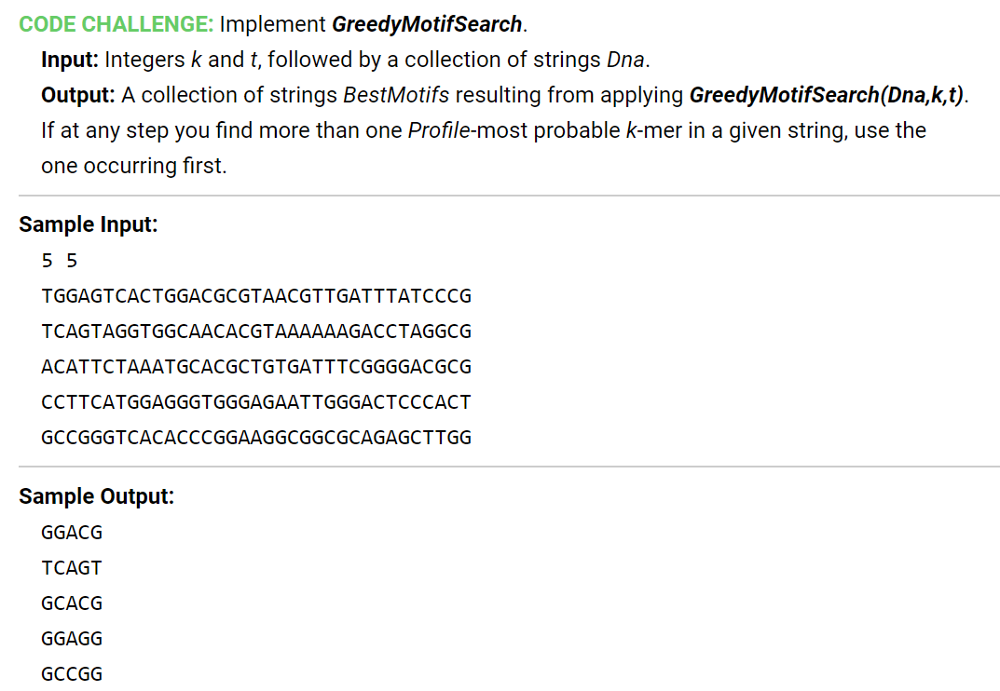 CODE CHALLENGE: Implement GreedyMotifSearch.
Input: Integers k and t, followed by a collection of strings Dna.
Output: A collection of strings BestMotifs resulting from applying GreedyMotifSearch(Dna,k,t).
If at any step you find more than one Profile-most probable k-mer in a given string, use the
one occurring first.
Sample Input:
5 5
TGGAGTCACTGGACGCGTAACGTTGATTTATCCCG
TCAGTAGGTGGCAACACGTAAAAAAGACCTAGGCG
ACATTCTAAATGCACGCTGTGATTTCGGGGACGCG
CCTTCATGGAGGGTGGGAGAATTGGGACTCCCACT
GCCGGGTCACACCCGGAAGGCGGCGCAGAGCTTGG
Sample Output:
GGACG
TCAGT
GCACG
GGAGG
GCCGG